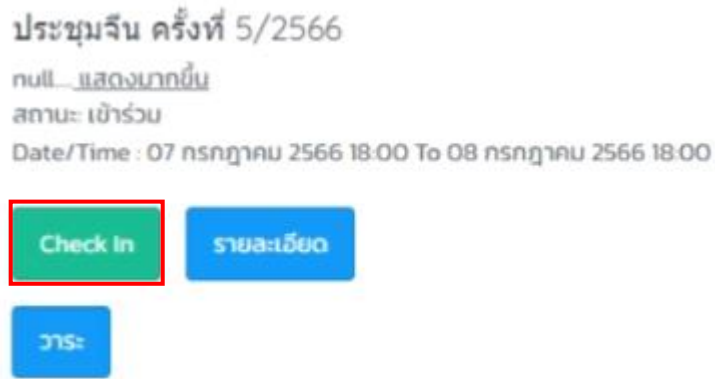 ประชุมจีน ครั้งที่ 5/2566
null... แสดงมากขึ้น
สถานะ: เข้าร่วม
Date/Time : 07 กรกฎาคม 2566 18:00 To 08 กรกฎาคม 2566 18:00
Check In รายละเอียด
วาระ